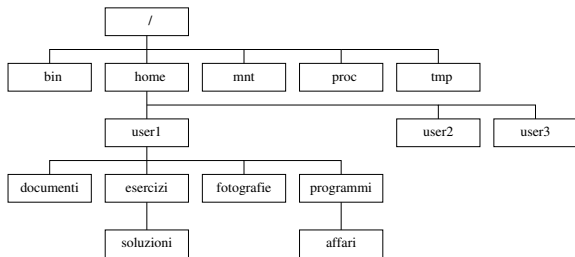 /
bin home mnt proc tmp
user1 user2 user3
documenti esercizi fotografie programmi
soluzioni affari